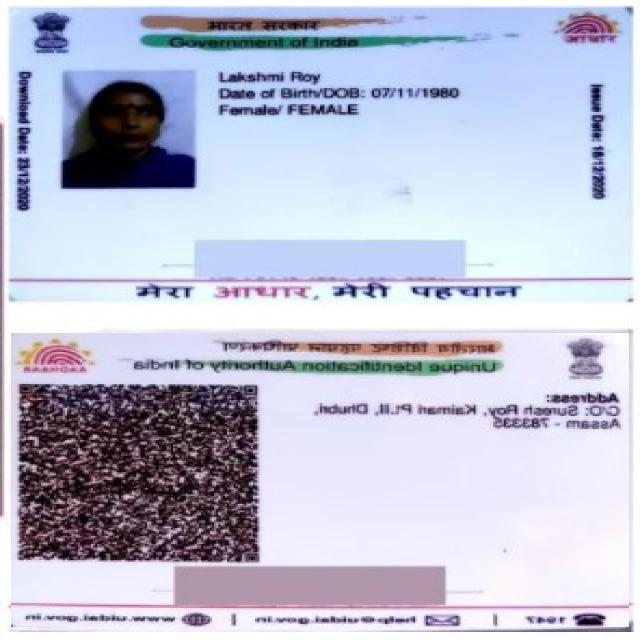 भारत सरकार
Government of India
आधार
Download Date: 23/12/2020
Lakshmi Roy
Date of Birth/DOB: 07/11/1980
Female/ FEMALE
Issue Date: 18/12/2020
मेरा आधार, मेरी पहचान
भारतीय विशिष्ट पहचान प्राधिकरण
Unique Identification Authority of India
AADHAAR
Address:
C/O: Suresh Roy, Kaimari Pt.II, Dhubri,
Assam - 783335
1947 | help@uidai.gov.in | www.uidai.gov.in